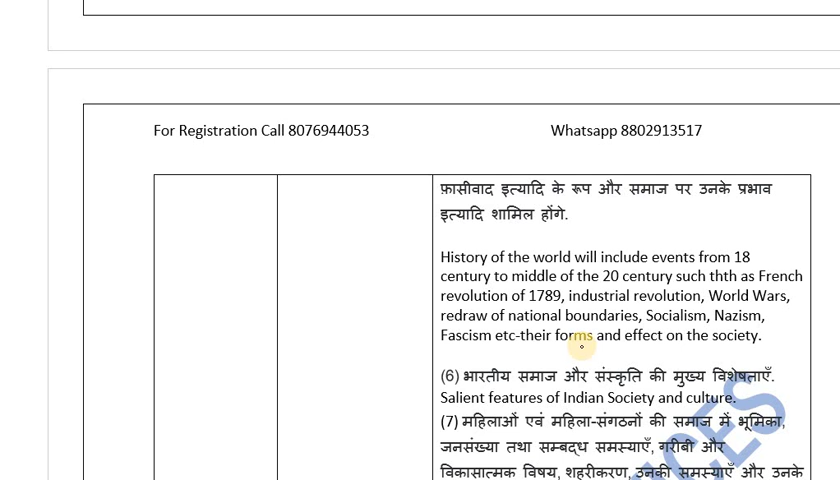 For Registration Call 8076944053 Whatsapp 8802913517
फ़ासीवाद इत्यादि के रूप और समाज पर उनके प्रभाव
इत्यादि शामिल होंगे.
History of the world will include events from 18
century to middle of the 20 century such thth as French
revolution of 1789, industrial revolution, World Wars,
redraw of national boundaries, Socialism, Nazism,
Fascism etc-their forms and effect on the society.
(6) भारतीय समाज और संस्कृति की मुख्य विशेषताएँ.
Salient features of Indian Society and culture.
(7) महिलाओं एवं महिला-संगठनों की समाज में भूमिका,
जनसंख्या तथा सम्बद्ध समस्याएँ, गरीबी और
विकासात्मक विषय, शहरीकरण, उनकी समस्याएँ और उनके